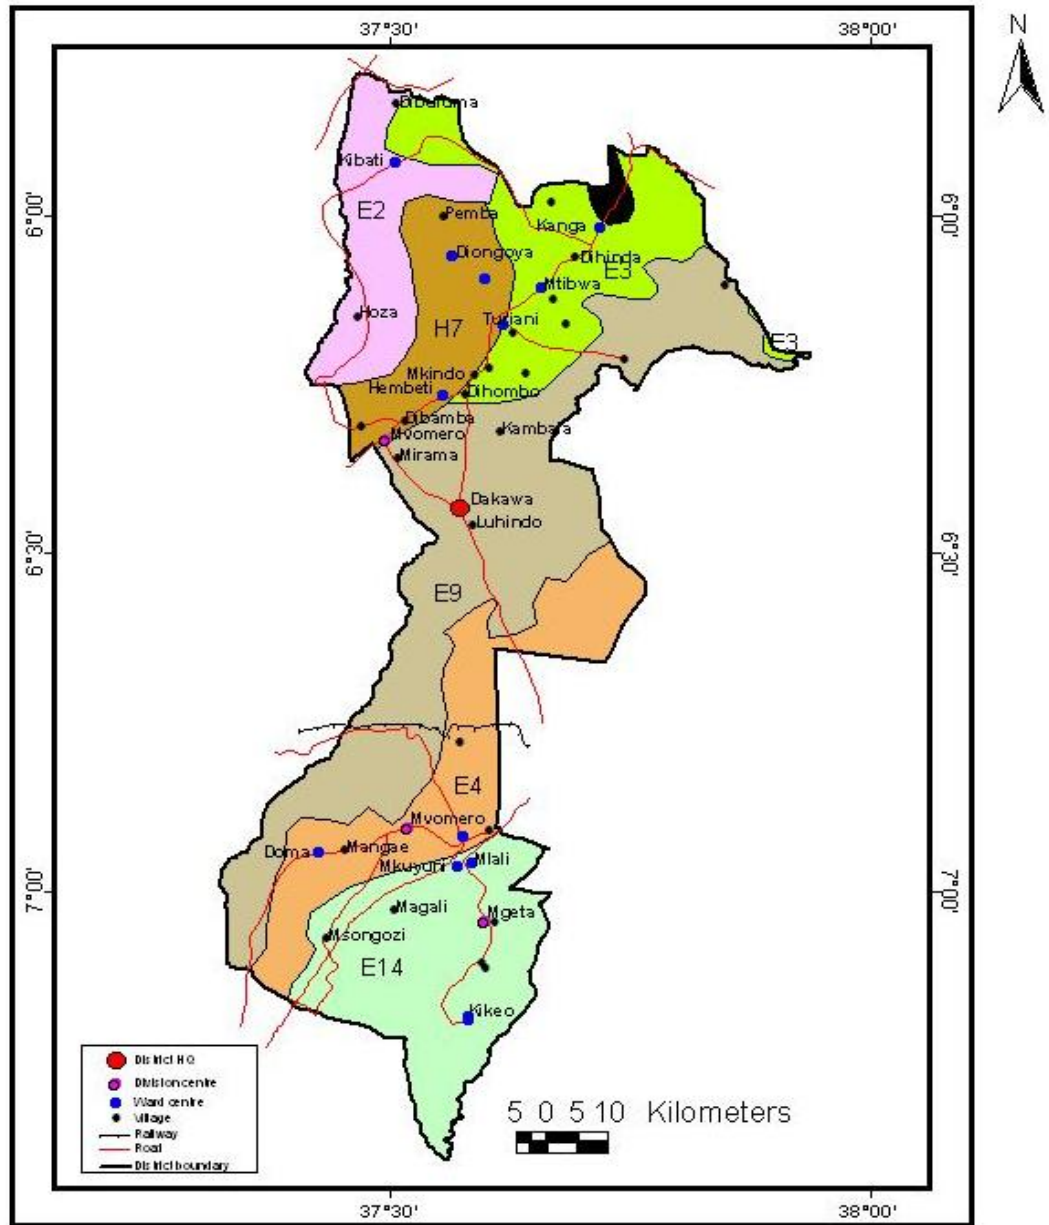 37°30'
38°00'
N
Dibaruma
Kibati
6°00'
E2
Pemba
Kanga
6°00'
Diongoya
Dihinda
E3
Mtibwa
Hoza
H7
Turiani
E3
Mkindo
Hembeti
Dihombo
Dibamba
Kambala
Mvomero
Mirama
Dakawa
Luhindo
6°30'
6°30'
E9
E4
Mvomero
Doma
Mangae
Mlali
Mkuyuni
7°00'
7°00'
Magali
Mgeta
Msongozi
E14
Kikeo
District HQ
Division centre
Ward centre
Village
Railway
Road
District boundary
5 0 5 10 Kilometers
37°30'
38°00'